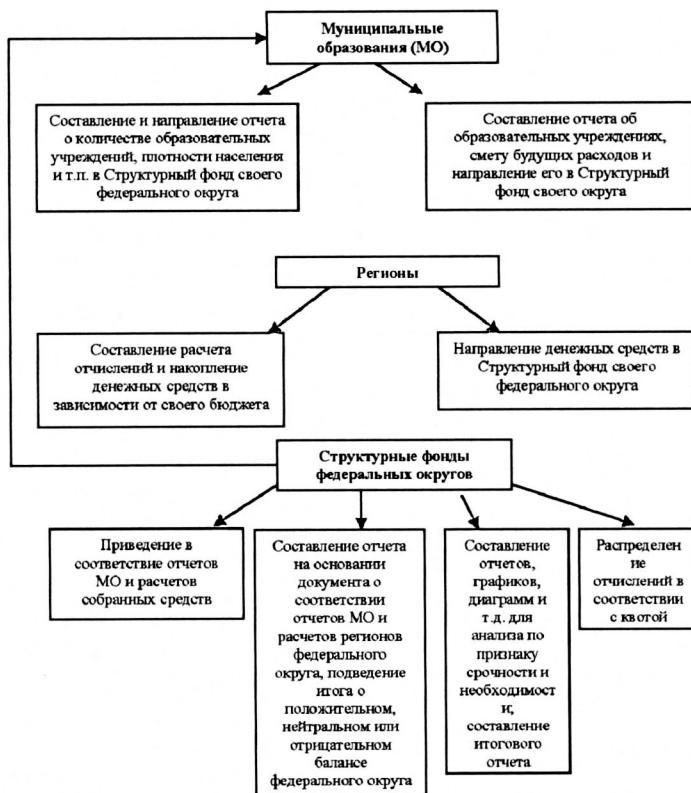 Муниципальные
образования (МО)
Составление и направление отчета
о количестве образовательных
учреждений, плотности населения
и т.п. в Структурный фонд своего
федерального округа
Составление отчета об
образовательных учреждениях,
смету будущих расходов и
направление его в Структурный
фонд своего округа
Регионы
Составление расчета
отчислений и накопление
денежных средств в
зависимости от своего бюджета
Направление денежных средств в
Структурный фонд своего
федерального округа
Структурные фонды
федеральных округов
Приведение в
соответствие отчетов
МО и расчетов
собранных средств
Составление отчета
на основании
документа о
соответствии
отчетов МО и
расчетов регионов
федерального
округа, подведение
итога о
положительном,
нейтральном или
отрицательном
балансе
федерального округа
Составление
отчетов,
графиков,
диаграмм и
т.д. для
анализа по
признаку
срочности и
необходимост
и;
составление
итогового
отчета
Распределен
ие
отчислений в
соответствии
с квотой